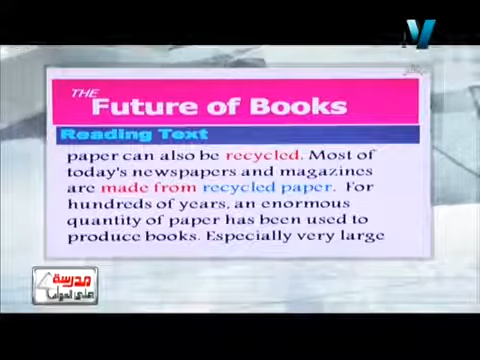 THE
Future of Books
Reading Text
paper can also be recycled. Most of
today's newspapers and magazines
are made from recycled paper. For
hundreds of years, an enormous
quantity of paper has been used to
produce books. Especially very large
مدرسة
على الهواء